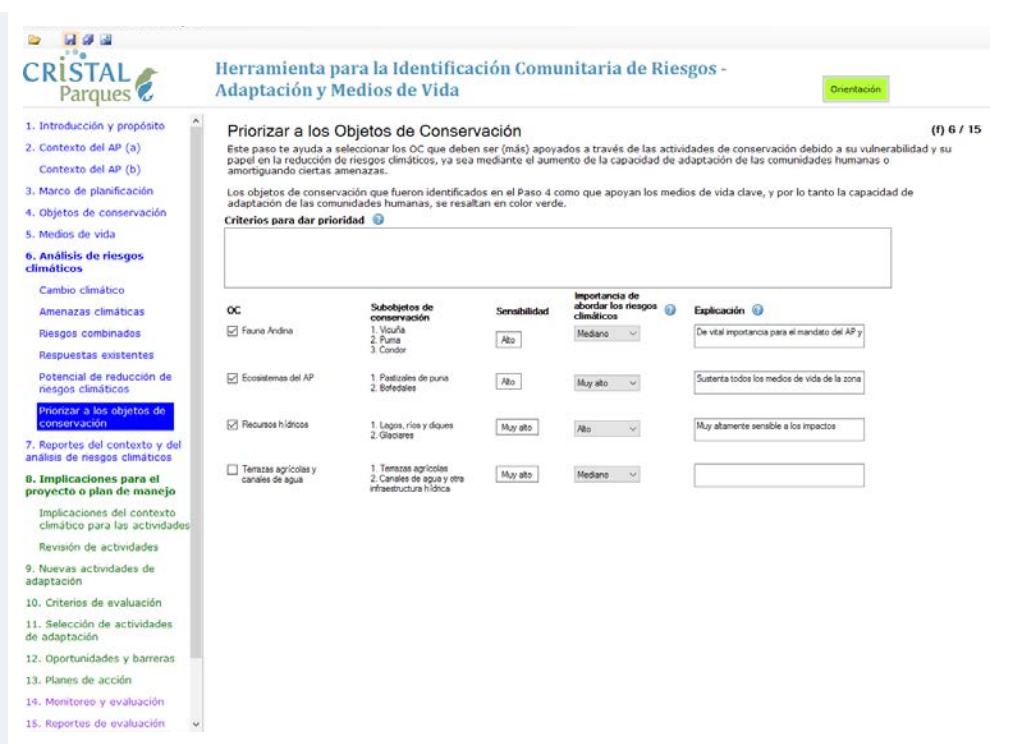 CRiSTAL
Parques
Herramienta para la Identificación Comunitaria de Riesgos -
Adaptación y Medios de Vida
Orientación
1. Introducción y propósito
2. Contexto del AP (a)
Contexto del AP (b)
3. Marco de planificación
4. Objetos de conservación
5. Medios de vida
6. Análisis de riesgos
climáticos
Cambio climático
Amenazas climáticas
Riesgos combinados
Respuestas existentes
Potencial de reducción de
riesgos climáticos
Priorizar a los objetos de
conservación
7. Reportes del contexto y del
análisis de riesgos climáticos
8. Implicaciones para el
proyecto o plan de manejo
Implicaciones del contexto
climático para las actividades
Revisión de actividades
9. Nuevas actividades de
adaptación
10. Criterios de evaluación
11. Selección de actividades
de adaptación
12. Oportunidades y barreras
13. Planes de acción
14. Monitoreo y evaluación
15. Reportes de evaluación
Priorizar a los Objetos de Conservación
(f) 6 / 15
Este paso te ayuda a seleccionar los OC que deben ser (más) apoyados a través de las actividades de conservación debido a su vulnerabilidad y su
papel en la reducción de riesgos climáticos, ya sea mediante el aumento de la capacidad de adaptación de las comunidades humanas o
amortiguando ciertas amenazas.
Los objetos de conservación que fueron identificados en el Paso 4 como que apoyan los medios de vida clave, y por lo tanto la capacidad de
adaptación de las comunidades humanas, se resaltan en color verde.
Criterios para dar prioridad
OC
Subobjetos de
conservación
Sensibilidad
Importancia de
abordar los riesgos
climáticos
Explicación
Fauna Andina
1. Vicuña
2. Puma
3. Condor
Alto
Mediano
De vital importancia para el mandato del AP y
Ecosistemas del AP
1. Pastizales de puna
2. Bofedales
Alto
Muy alto
Sustenta todos los medios de vida de la zona
Recursos hídricos
1. Lagos, ríos y diques
2. Glaciares
Muy alto
Alto
Muy altamente sensible a los impactos
Terrazas agrícolas y
canales de agua
1. Terrazas agrícolas
2. Canales de agua y otra
infraestructura hídrica
Muy alto
Mediano